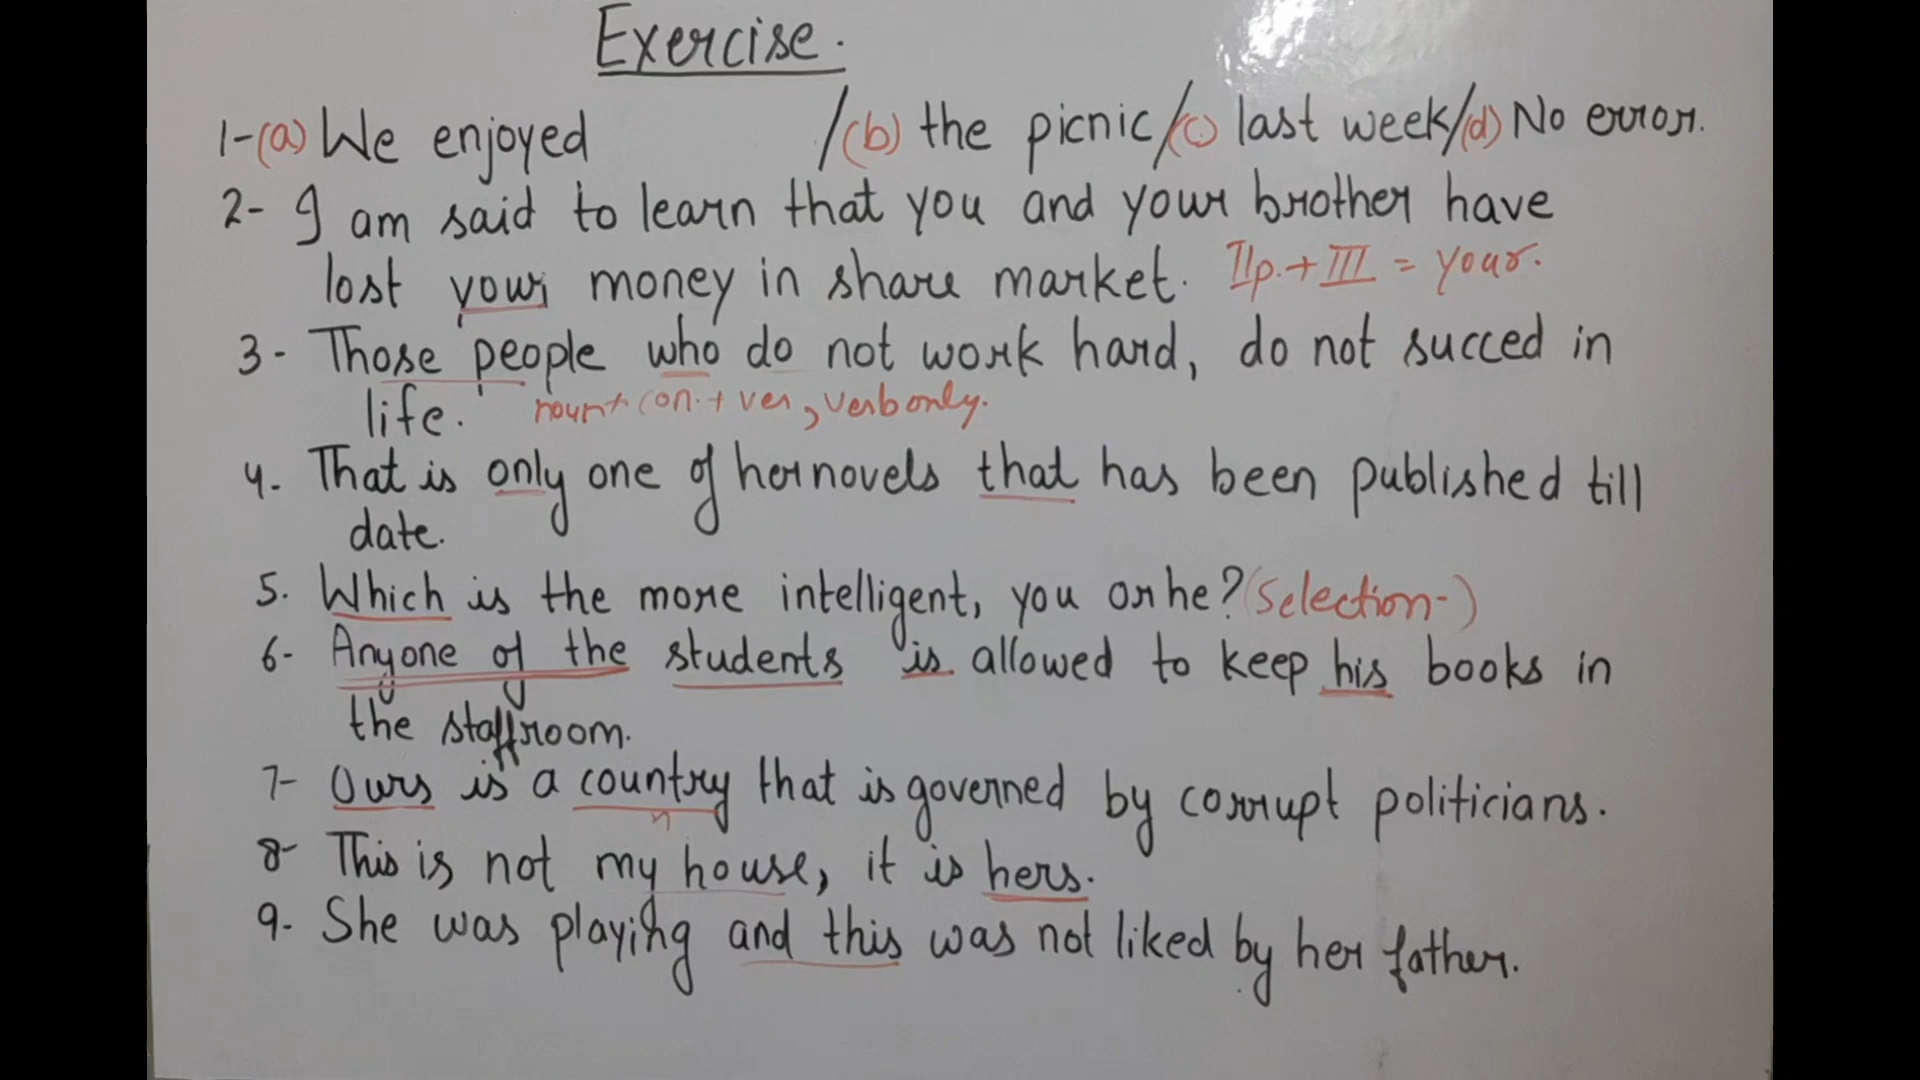 Exercise.
1-(a) We enjoyed /(b) the picnic/(c) last week/(d) No error.
2- I am said to learn that you and your brother have
lost your money in share market. IIp.+III = your.
3- Those people who do not work hard, do not succed in
life. noun+ con.+ ver, verb only.
4. That is only one of her novels that has been published till
date.
5. Which is the more intelligent, you or he? (Selection-)
6- Anyone of the students is allowed to keep his books in
the staffroom.
7- Ours is a country that is governed by corrupt politicians.
8- This is not my house, it is hers.
9- She was playing and this was not liked by her father.